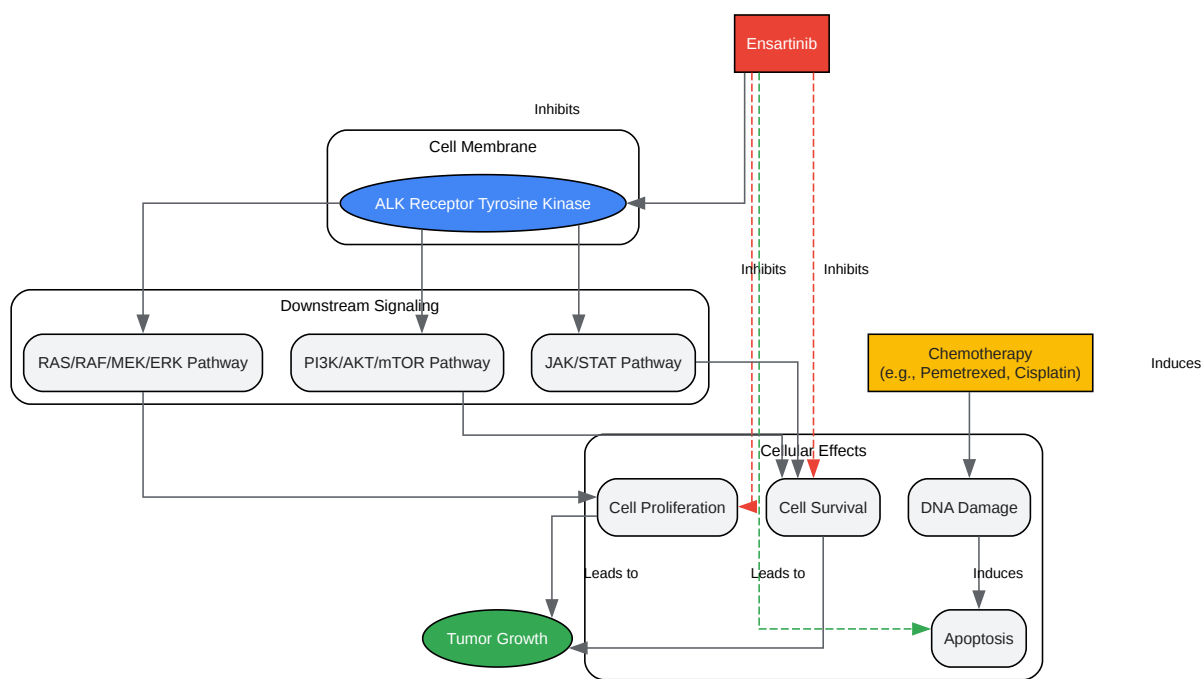 Ensartinib
Inhibits
Cell Membrane
ALK Receptor Tyrosine Kinase
Inhibits
Inhibits
Downstream Signaling
RAS/RAF/MEK/ERK Pathway
PI3K/AKT/mTOR Pathway
JAK/STAT Pathway
Chemotherapy
(e.g., Pemetrexed, Cisplatin)
Induces
Cellular Effects
Cell Proliferation
Cell Survival
DNA Damage
Leads to
Leads to
Induces
Tumor Growth
Apoptosis